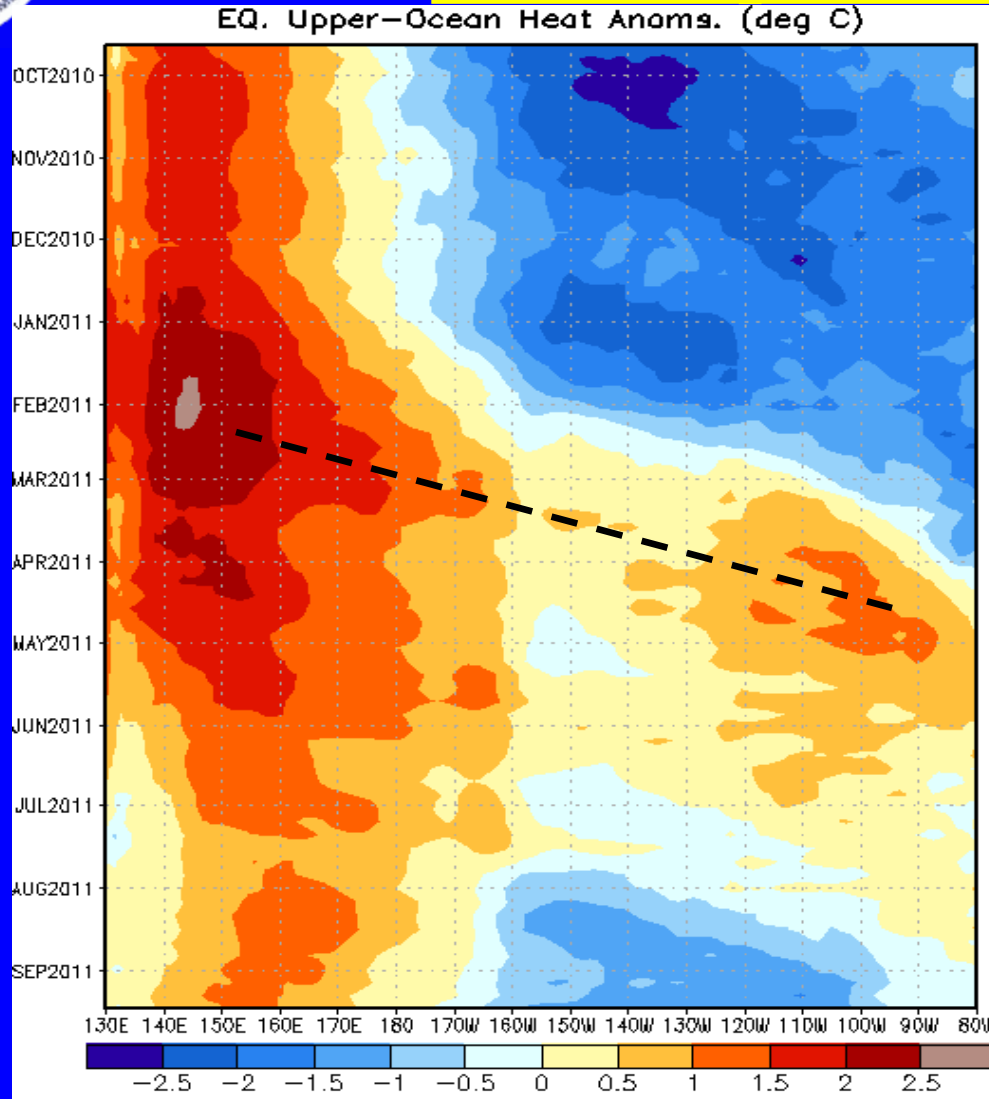 EQ. Upper-Ocean Heat Anoms. (deg C)
OCT2010
NOV2010
DEC2010
JAN2011
FEB2011
MAR2011
APR2011
MAY2011
JUN2011
JUL2011
AUG2011
SEP2011
130E 140E 150E 160E 170E 180 170W 160W 150W 140W 130W 120W 110W 100W 90W 80W
-2.5 -2 -1.5 -1 -0.5 0 0.5 1 1.5 2 2.5